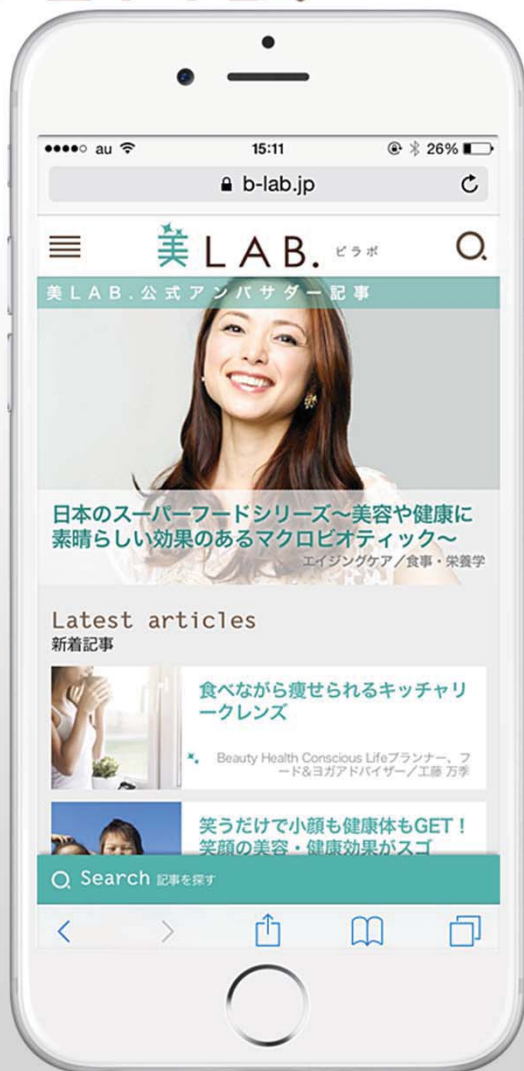 au 15:11 26%
b-lab.jp
美LAB. ビラボ
美LAB.公式アンバサダー記事
日本のスーパーフードシリーズ〜美容や健康に
素晴らしい効果のあるマクロビオティック〜
エイジングケア／食事・栄養学
Latest articles
新着記事
食べながら痩せられるキッチャリ
ークレンズ
Beauty Health Conscious Lifeプランナー、フ
ード&ヨガアドバイザー／工藤 万季
笑うだけで小顔も健康体もGET！
笑顔の美容・健康効果がスゴ
Search 記事を探す